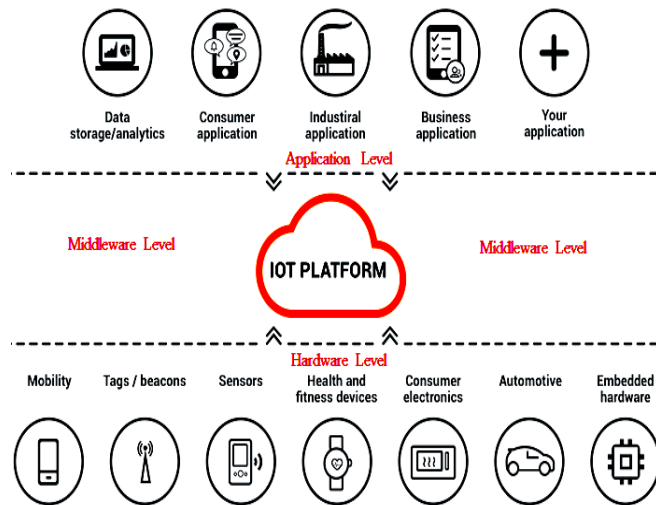 Data
storage/analytics
Consumer
application
Industiral
application
Business
application
Your
application
Application Level
Middleware Level
IOT PLATFORM
Middleware Level
Hardware Level
Mobility
Tags / beacons
Sensors
Health and
fitness devices
Consumer
electronics
Automotive
Embedded
hardware